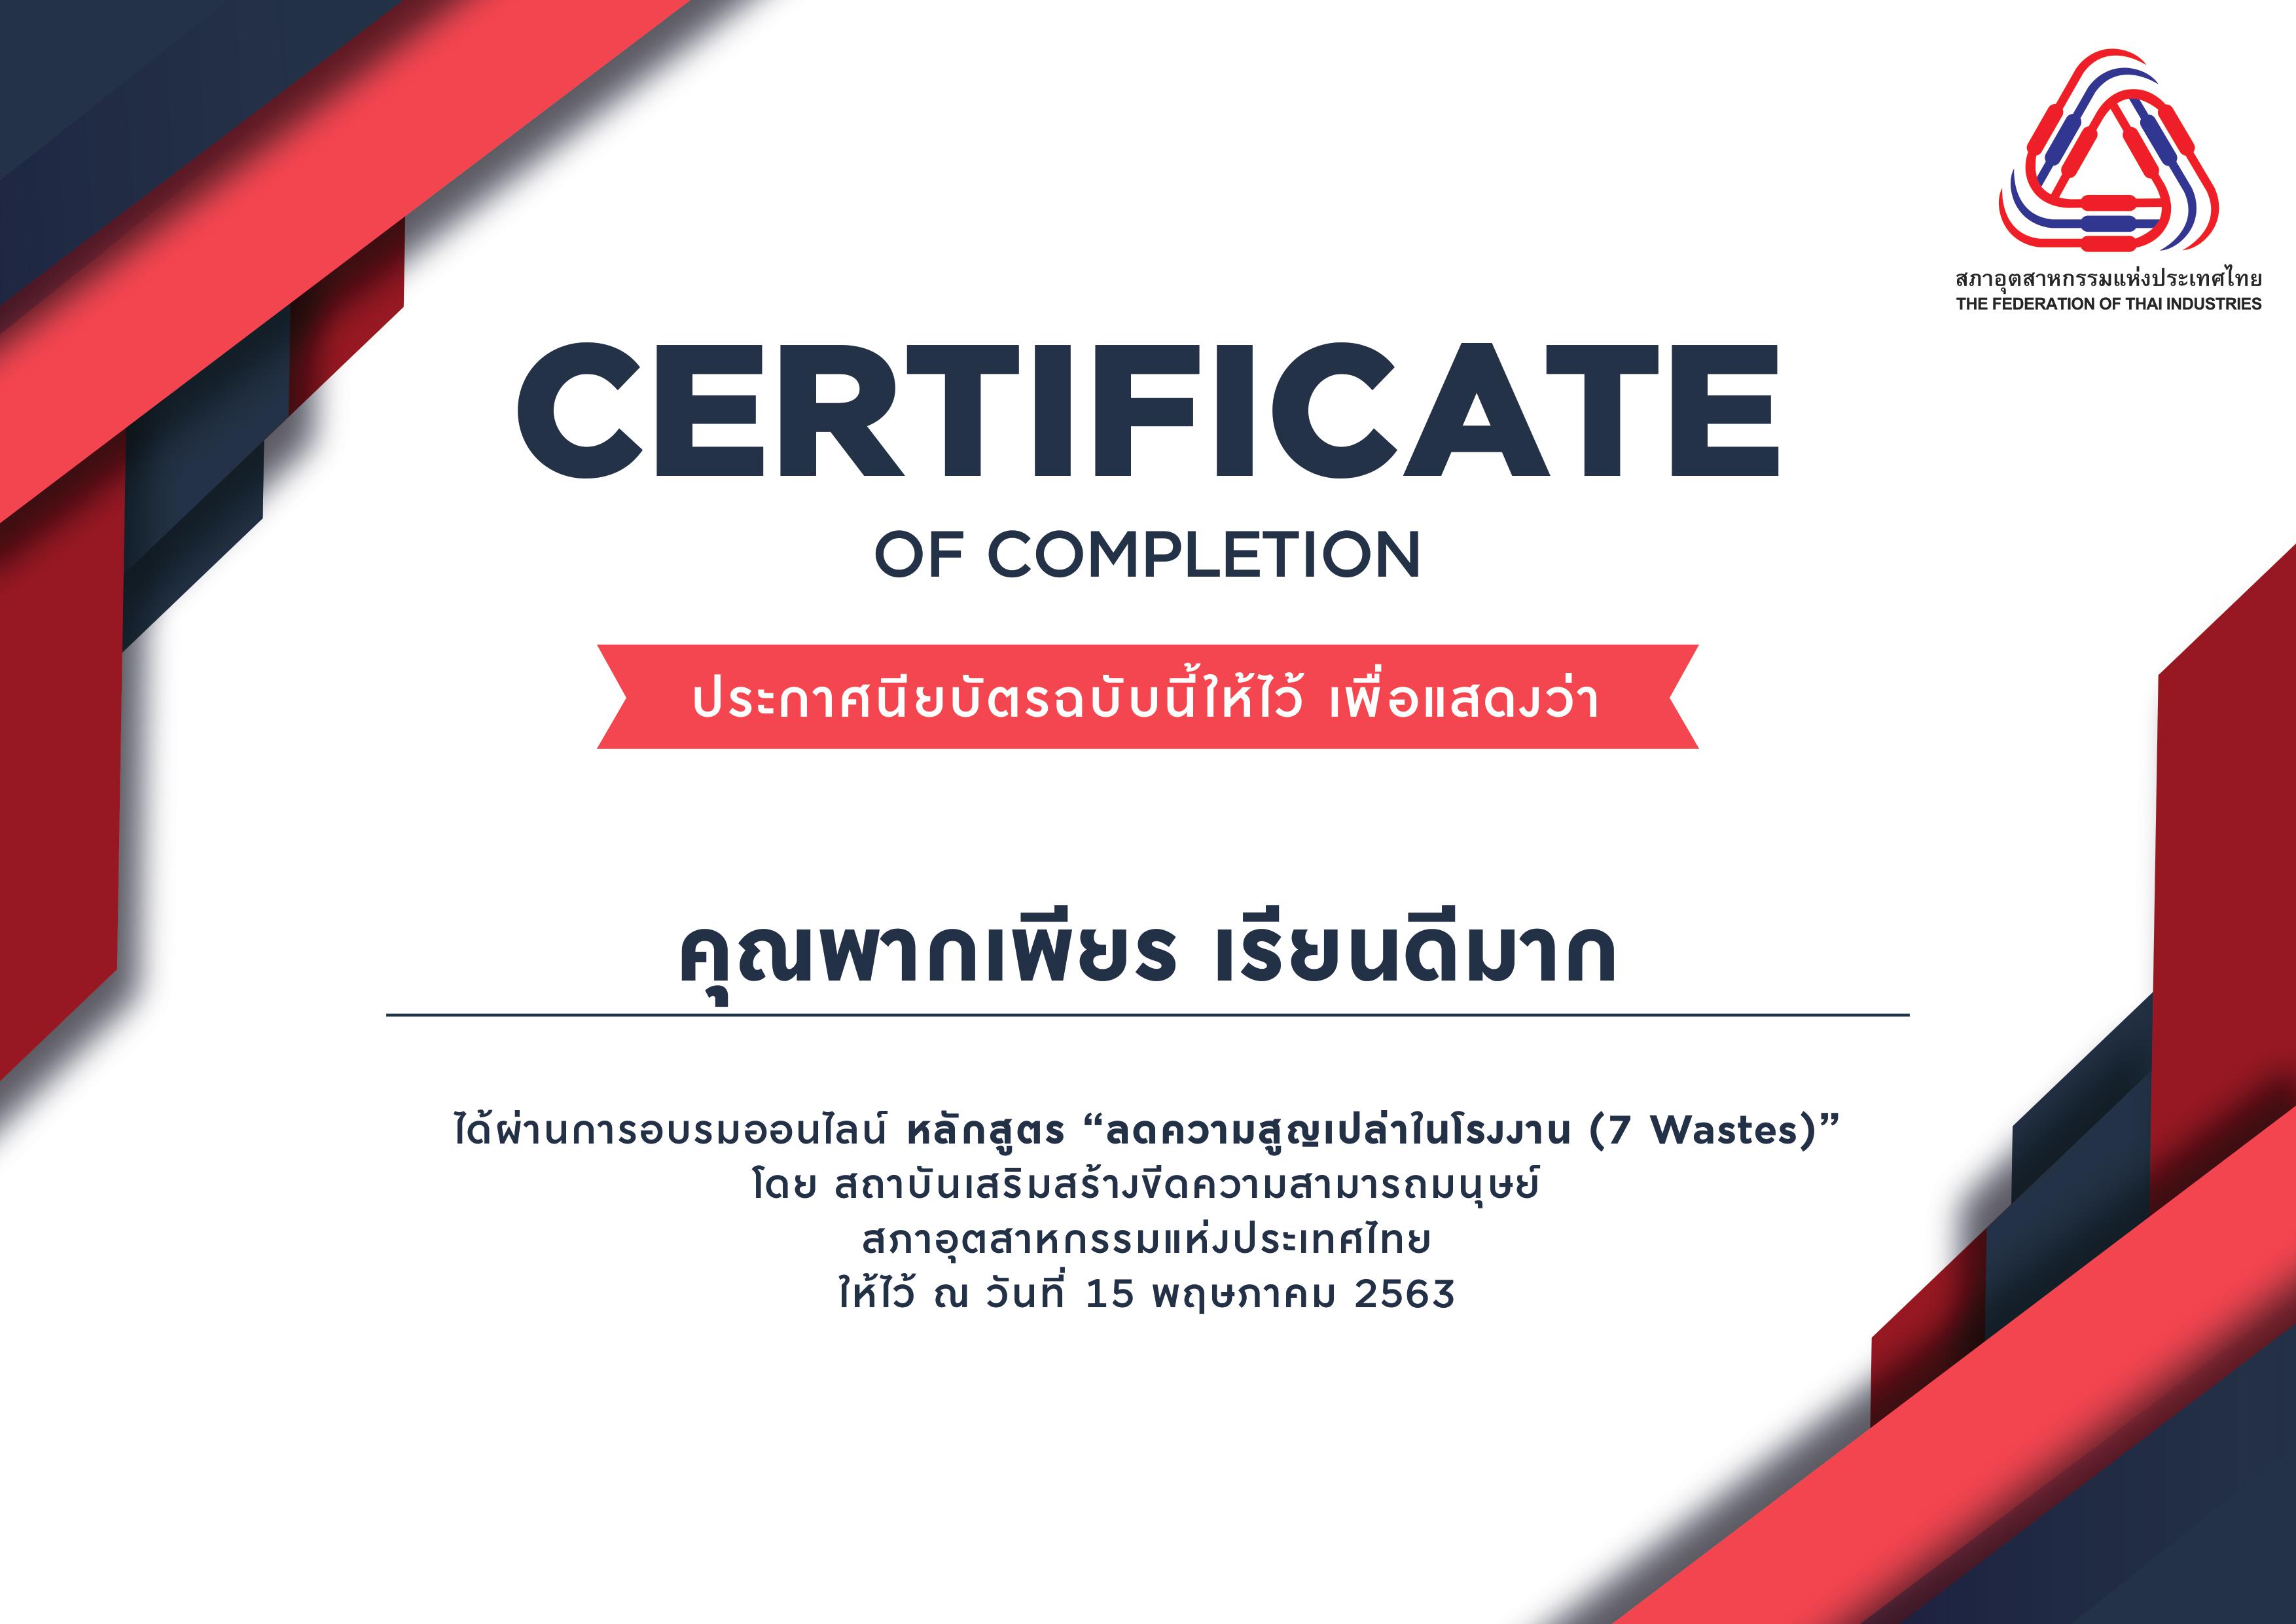 สภาอุตสาหกรรมแห่งประเทศไทย
THE FEDERATION OF THAI INDUSTRIES
CERTIFICATE
OF COMPLETION
ประกาศนียบัตรฉบับนี้ให้ไว้ เพื่อแสดงว่า
คุณพากเพียร เรียนดีมาก
ได้ผ่านการอบรมออนไลน์ หลักสูตร “ลดความสูญเปล่าในโรงงาน (7 Wastes)”
โดย สถาบันเสริมสร้างขีดความสามารถมนุษย์
สภาอุตสาหกรรมแห่งประเทศไทย
ให้ไว้ ณ วันที่ 15 พฤษภาคม 2563